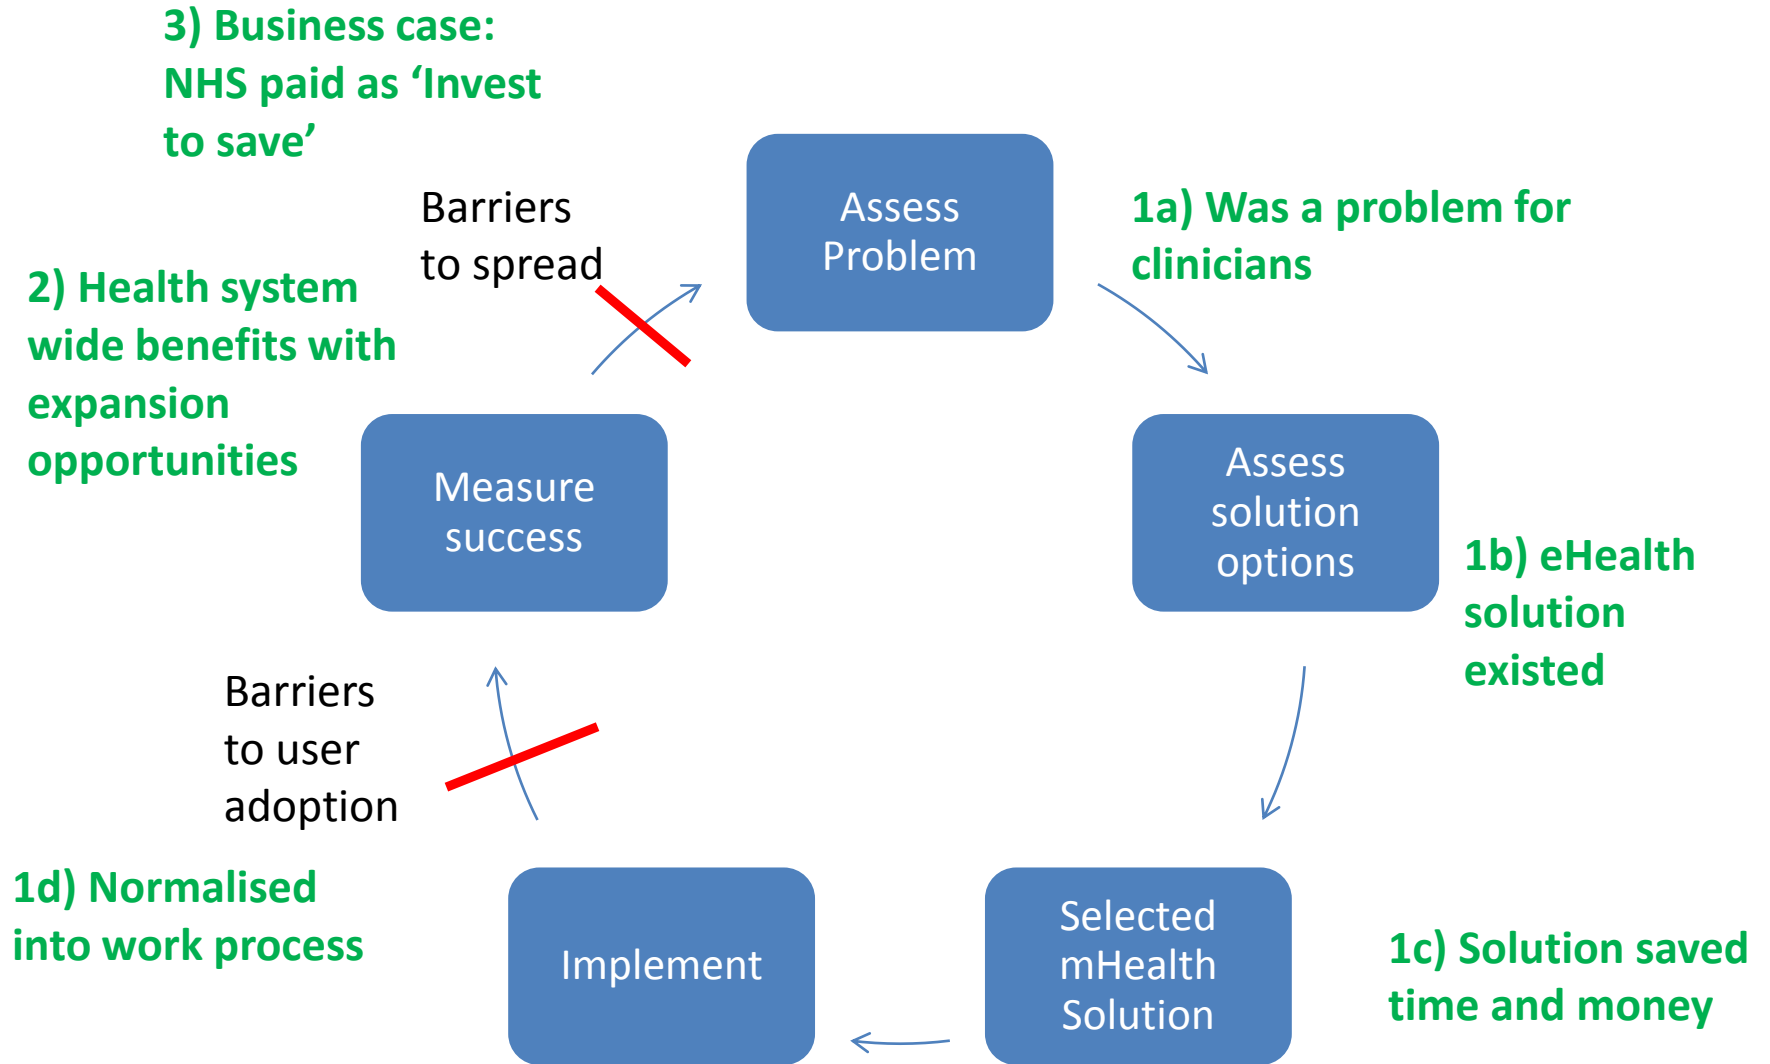 3) Business case:
NHS paid as ‘Invest
to save’
Barriers
to spread
Assess
Problem
1a) Was a problem for
clinicians
2) Health system
wide benefits with
expansion
opportunities
Measure
success
Assess
solution
options
1b) eHealth
solution
existed
Barriers
to user
adoption
1d) Normalised
into work process
Implement
Selected
mHealth
Solution
1c) Solution saved
time and money